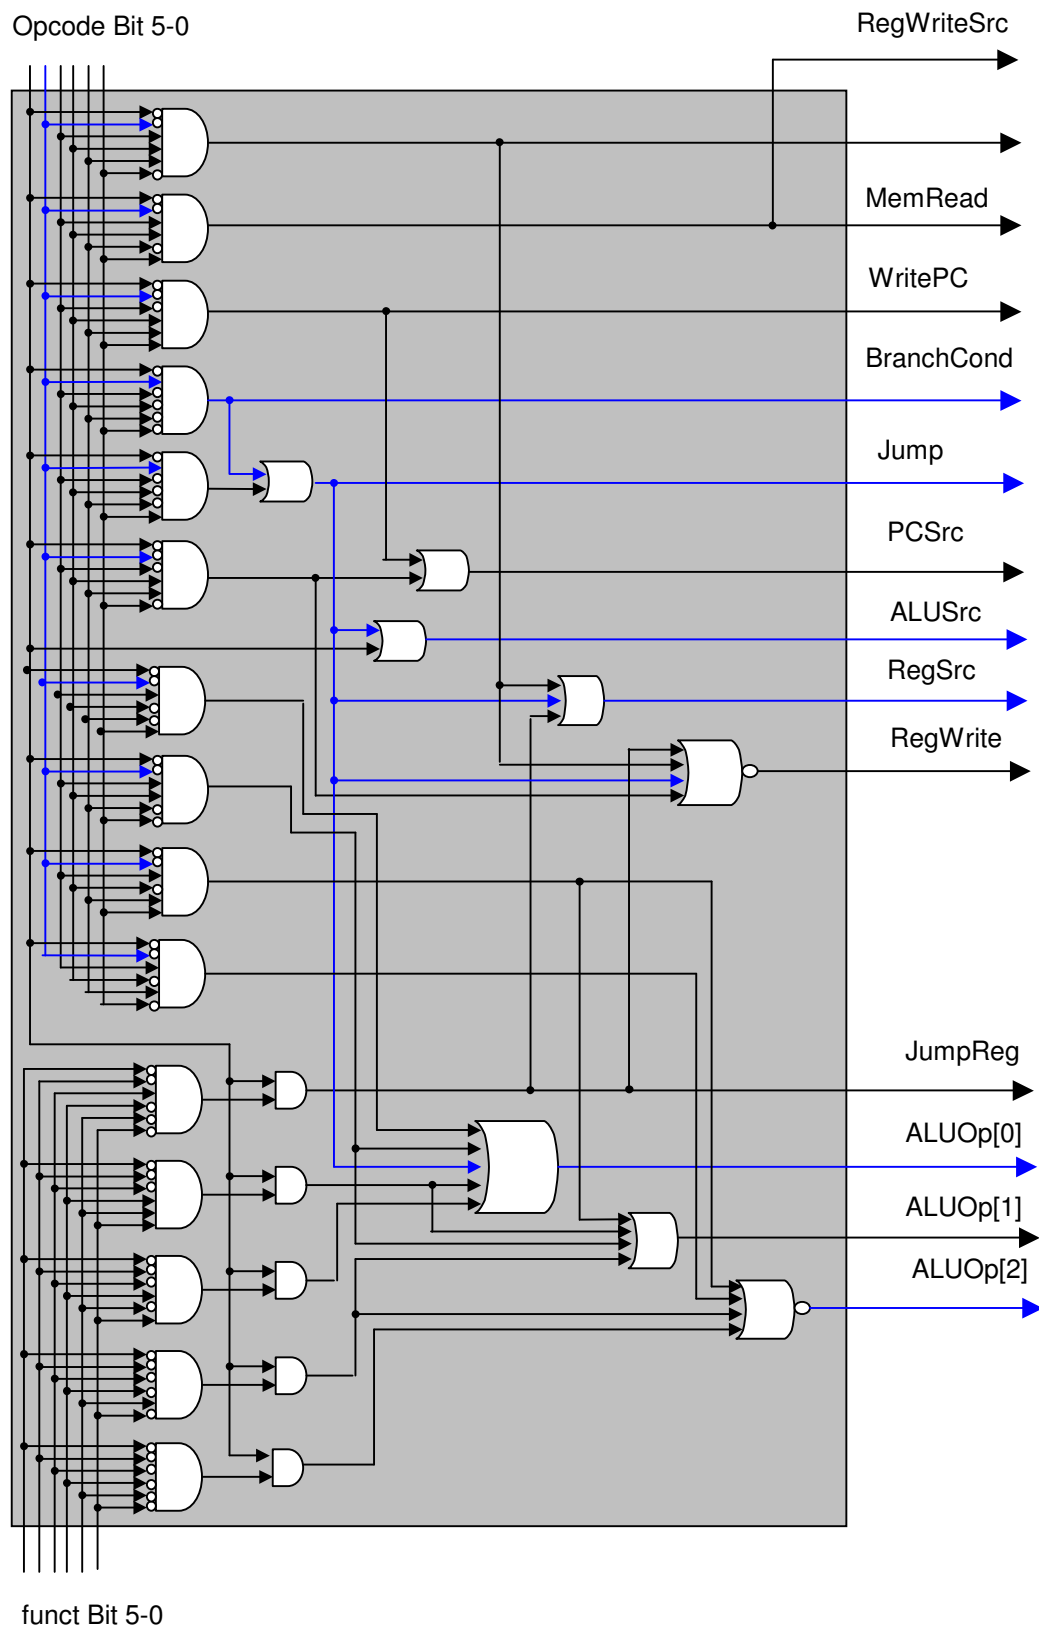 Opcode Bit 5-0
RegWriteSrc
MemRead
WritePC
BranchCond
Jump
PCSrc
ALUSrc
RegSrc
RegWrite
JumpReg
ALUOp[0]
ALUOp[1]
ALUOp[2]
funct Bit 5-0